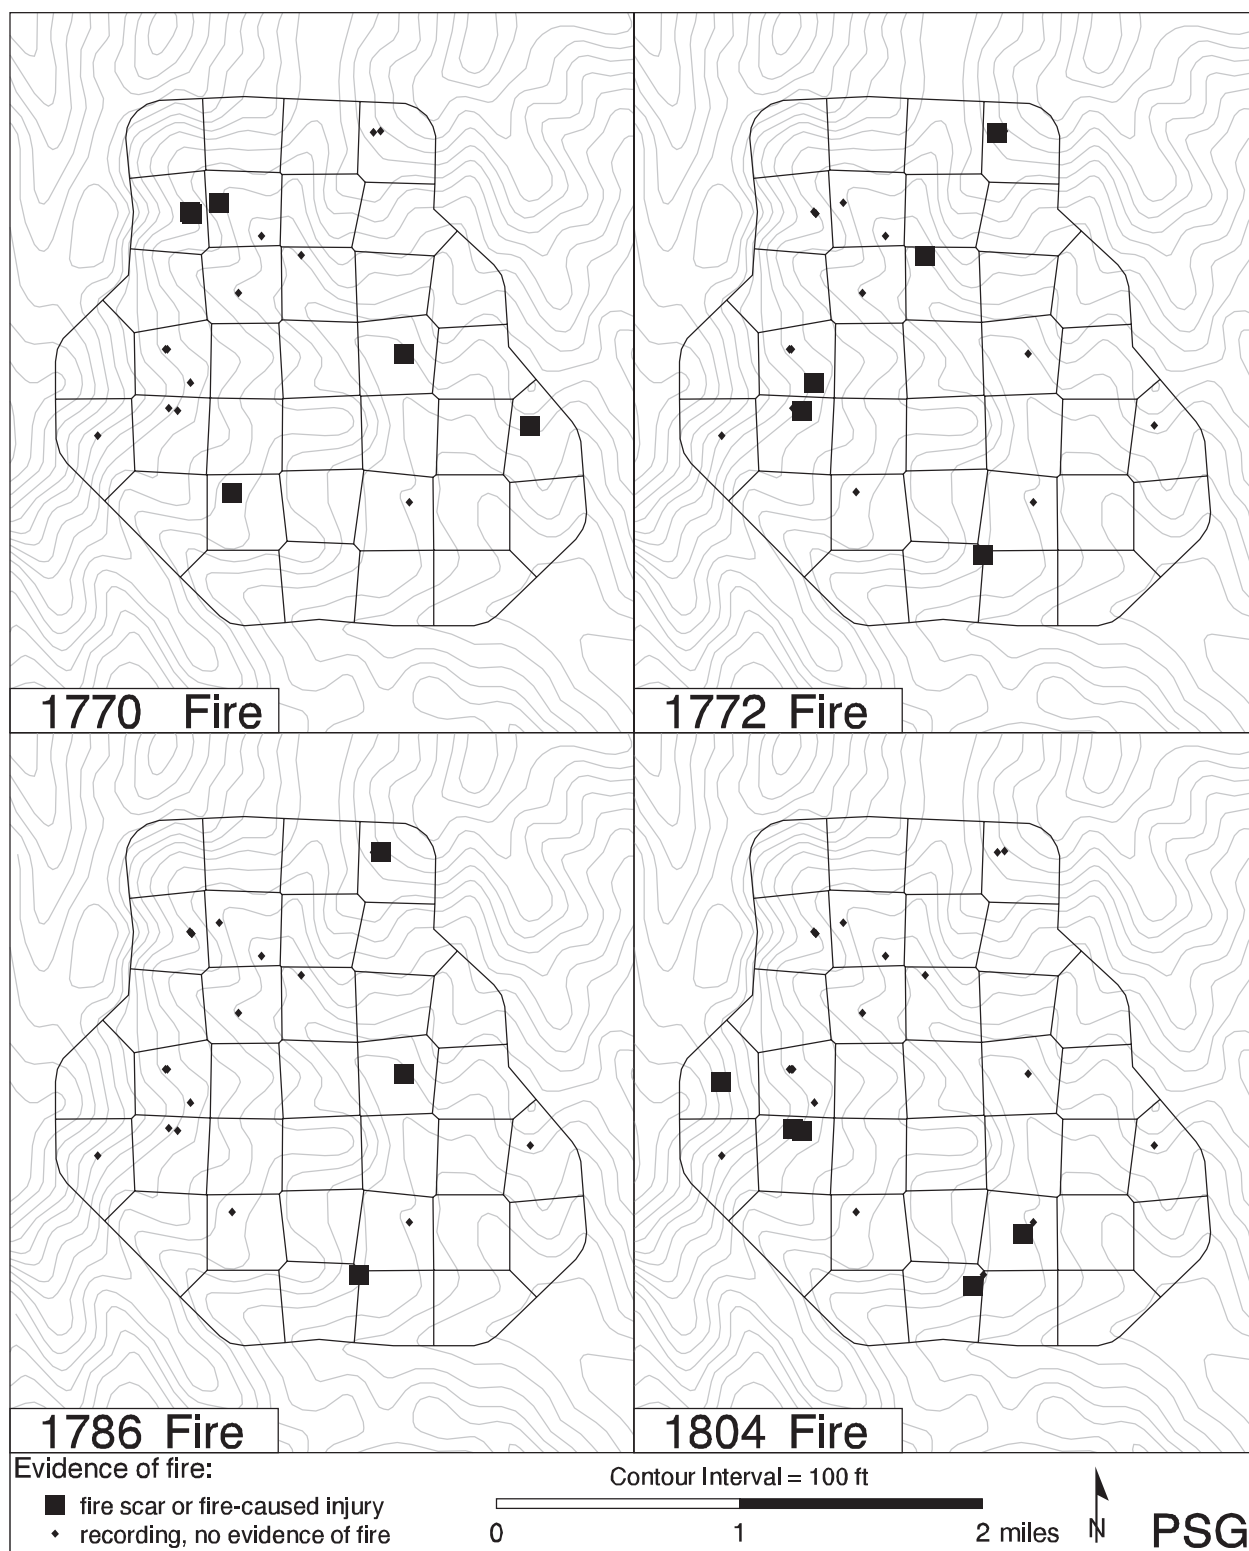 1770 Fire
1772 Fire
1786 Fire
1804 Fire
Evidence of fire:
fire scar or fire-caused injury
recording, no evidence of fire
Contour Interval = 100 ft
0 1 2 miles
N
PSG